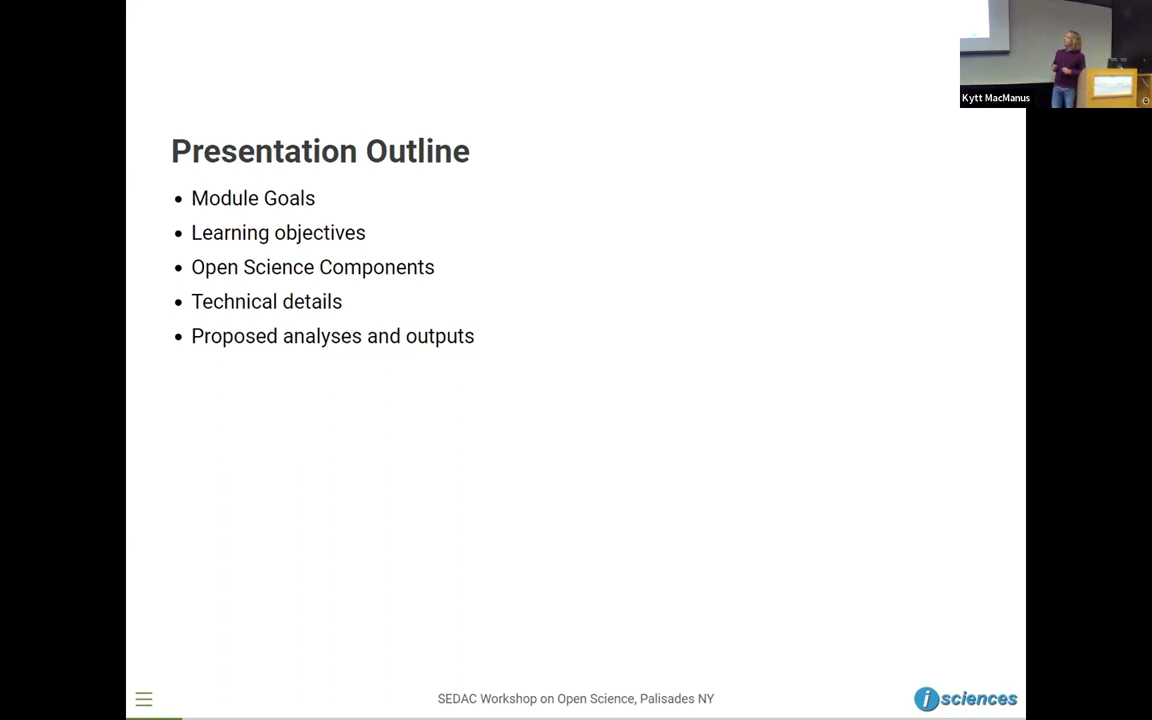 Kytt MacManus
Presentation Outline
• Module Goals
• Learning objectives
• Open Science Components
• Technical details
• Proposed analyses and outputs
SEDAC Workshop on Open Science, Palisades NY
isciences